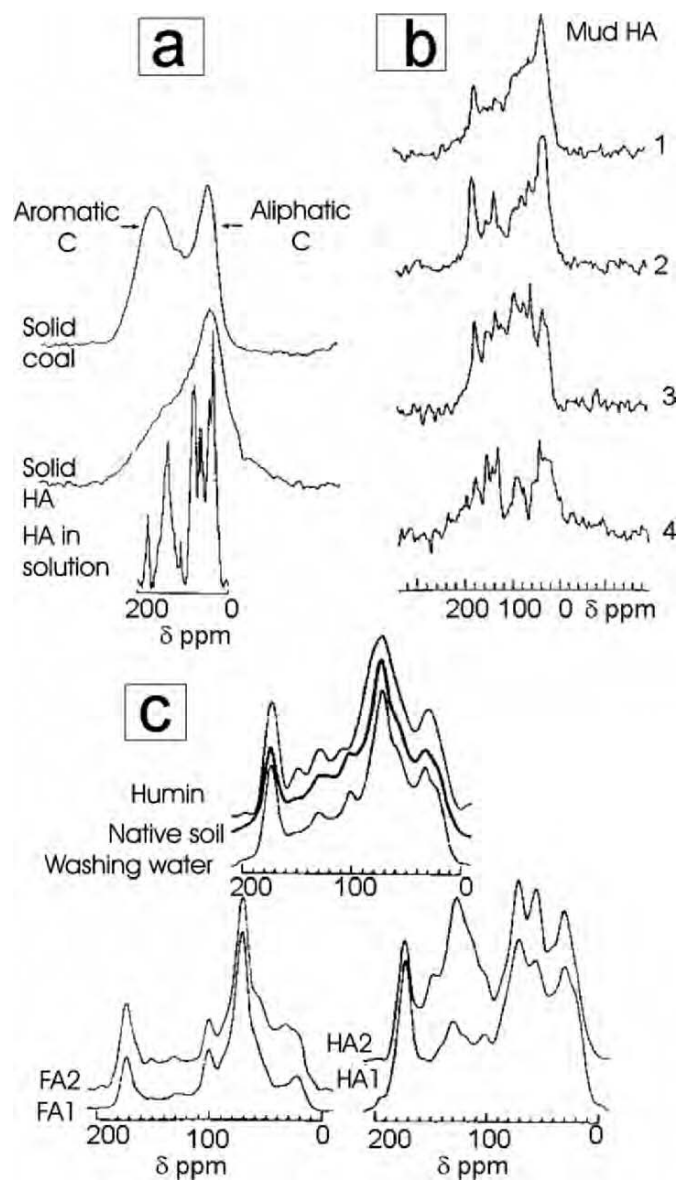 a
Aromatic
C
Aliphatic
C
Solid
coal
Solid
HA
HA in
solution
200 0
δ ppm
b
Mud HA
1
2
3
4
200 100 0 δ ppm
c
Humin
Native soil
Washing water
200 100 0
FA2
FA1
200 100 0
δ ppm
HA2
HA1
200 100 0
δ ppm